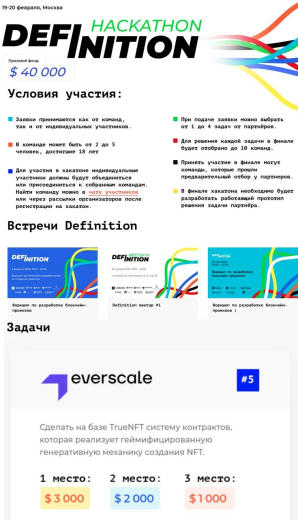 19-20 февраля, Москва
DEFINITION
HACKATHON
Призовой фонд
$ 40 000
Условия участия:
Заявки принимаются как от команд,
так и от индивидуальных участников.
В команде может быть от 2 до 5
человек, достигшие 18 лет
Для участия в хакатоне индивидуальные
участники должны будут объединиться
или присоединиться к собранным командам.
Найти команду можно в чате участников
или через рассылки организаторов после
регистрации на хакатон.
При подаче заявки можно выбрать
от 1 до 4 задач от партнёров.
Для решения каждой задачи в финале
будет отобрано до 10 команд.
Принять участие в финале могут
команды, которые прошли
предварительный отбор у партнеров.
В финале хакатона необходимо будет
разработать работающий прототип
решения задачи партнёра.
Встречи Definition
DEFINITION
DEFINITION
DEFINITION
Воркшоп по разработке блокчейн-
проектов
Definition митап #1
Воркшоп по разработке блокчейн-
проектов 1
Задачи
everscale
#5
Сделать на базе TrueNFT систему контрактов,
которая реализует геймифицированную
генеративную механику создания NFT.
1 место:
2 место:
3 место:
$ 3 000
$ 2 000
$ 1 000